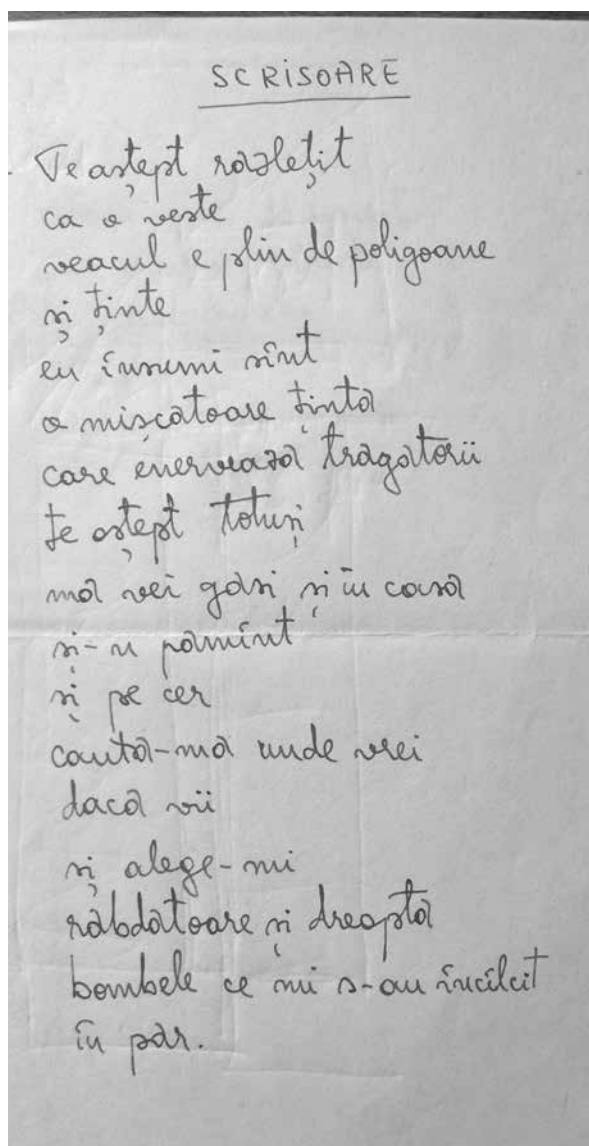 SCRISOARE
Te aștept răzlețit
ca o veste
veacul e plin de poligoane
și ținte
eu însumi sînt
o mișcătoare țintă
care enervează trăgătorii
te aștept totuși
mă vei găsi și în casă
și-n pămînt
și pe cer
caută-mă unde vrei
dacă vii
și alege-mi
răbdătoare și dreaptă
bombele ce mi s-au încîlcit
în păr.